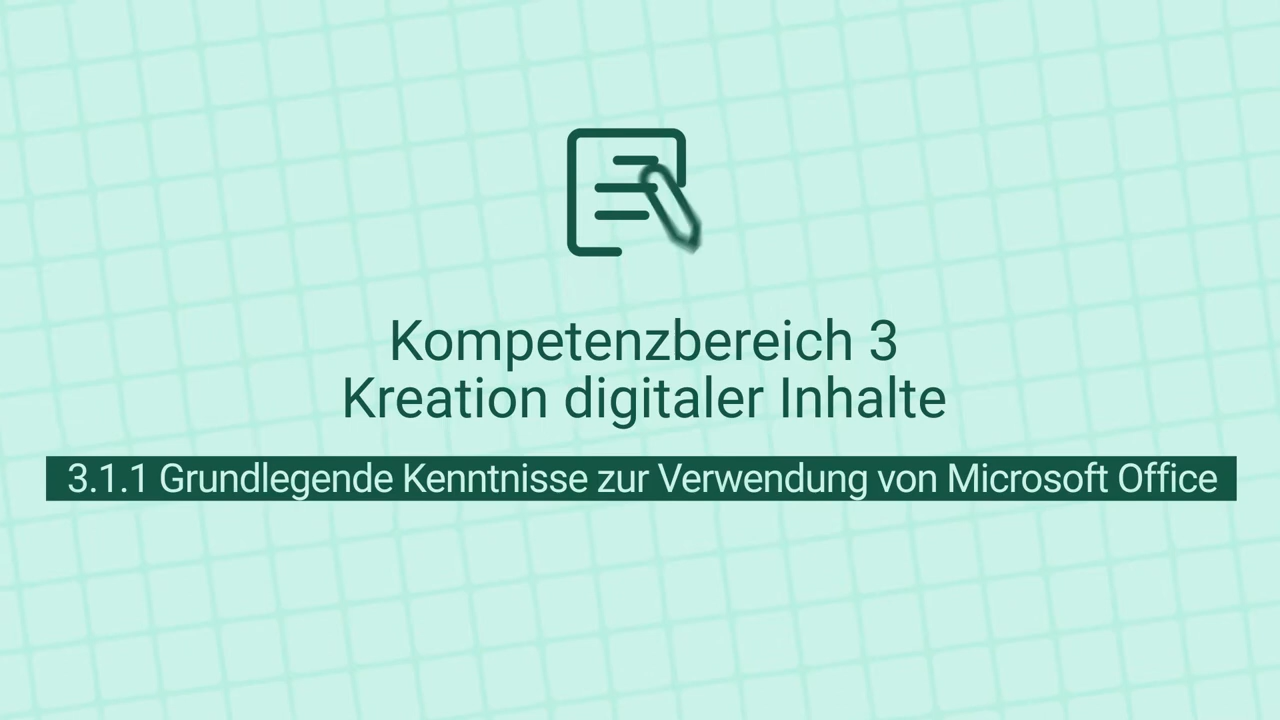 Kompetenzbereich 3
Kreation digitaler Inhalte
3.1.1 Grundlegende Kenntnisse zur Verwendung von Microsoft Office